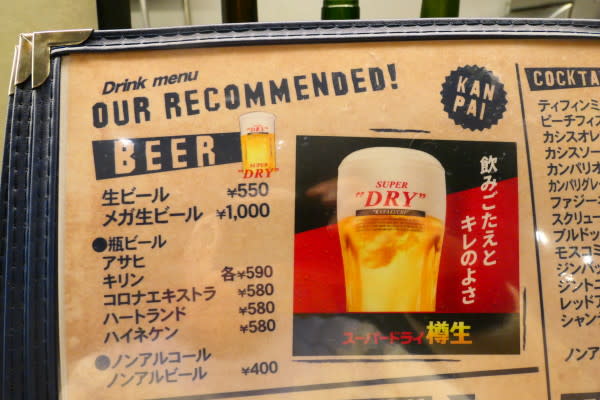 Drink menu
OUR RECOMMENDED!
KAN
PAI
BEER
SUPER
"DRY"
生ビール ¥550
メガ生ビール ¥1,000
●瓶ビール
アサヒ
キリン 各¥590
コロナエキストラ ¥580
ハートランド ¥580
ハイネケン ¥580
●ノンアルコール
ノンアルビール ¥400
SUPER
"DRY"
飲みごたえと
キレのよさ
スーパードライ 樽生
COCKTA
ティフィンミ
ピーチフィズ
カシスオレ
カシスソー
カンパリオ
カンパリグレ
ファジーネ
スクリュー
ブルドッ
モスコミ
ジンバッ
ジントニ
レッドア
シャン
ノンア